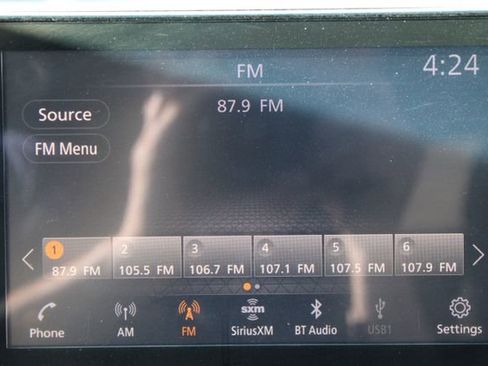 FM 4:24
87.9 FM
Source
FM Menu
1 2 3 4 5 6
87.9 FM 105.5 FM 106.7 FM 107.1 FM 107.5 FM 107.9 FM
sxm
Phone AM FM SiriusXM BT Audio USB1 Settings